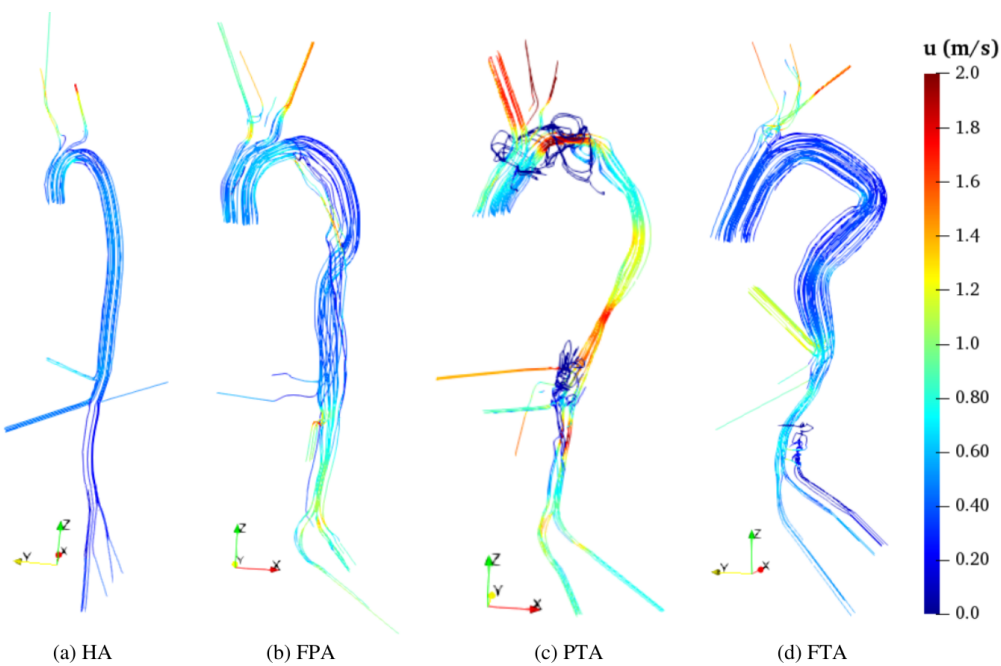 u (m/s)
2.0
1.8
1.6
1.4
1.2
1.0
0.80
0.60
0.40
0.20
0.0
Z
Y
X
Z
Y
X
Z
Y
X
Z
Y
X
(a) HA
(b) FPA
(c) PTA
(d) FTA